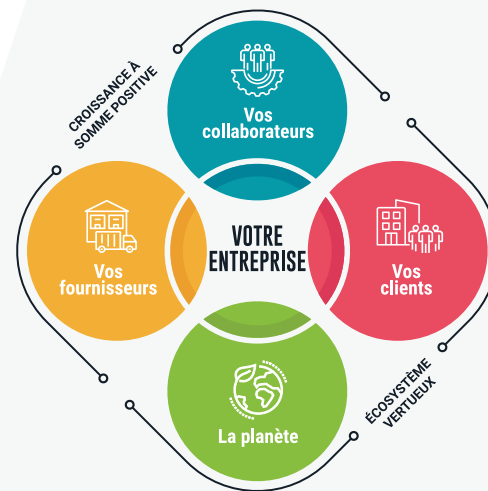 CROISSANCE À
SOMME POSITIVE
Vos
collaborateurs
Vos
fournisseurs
VOTRE
ENTREPRISE
Vos
clients
La planète
ÉCOSYSTÈME
VERTUEUX